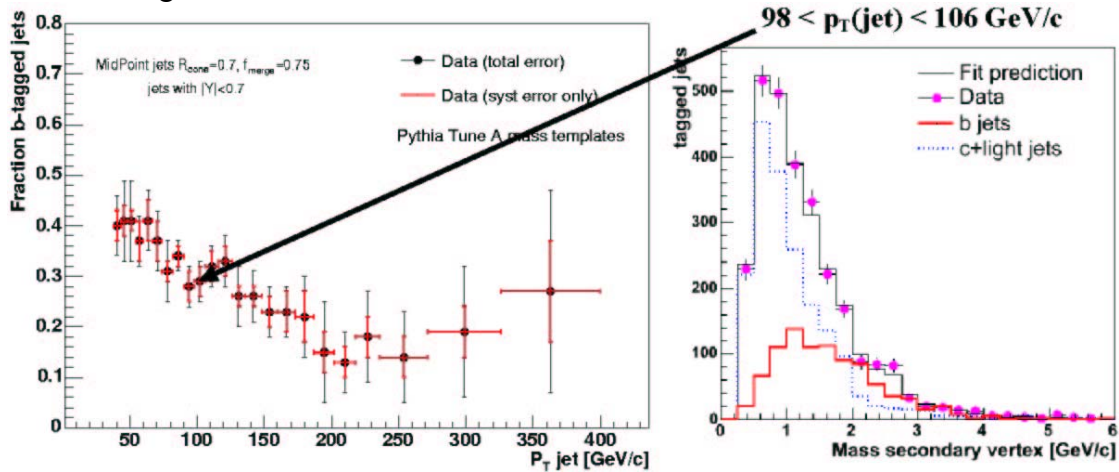 98 < pT(jet) < 106 GeV/c
Fraction b-tagged jets
0.8
0.7
0.6
0.5
0.4
0.3
0.2
0.1
0
MidPoint jets Rcone=0.7, fmerge=0.75
jets with |Y|<0.7
Data (total error)
Data (syst error only)
Pythia Tune A mass templates
50 100 150 200 250 300 350 400
PT jet [GeV/c]
tagged jets
500
400
300
200
100
0
Fit prediction
Data
b jets
c+light jets
0 1 2 3 4 5 6
Mass secondary vertex [GeV/c]